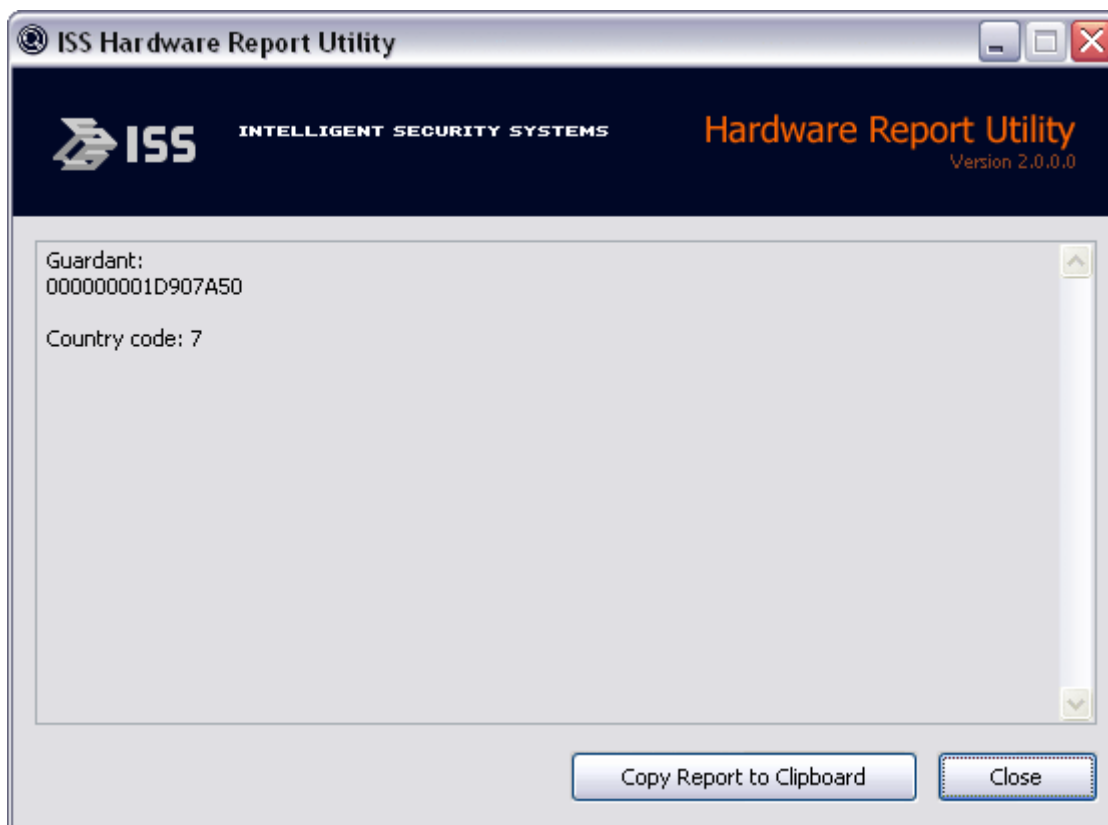 ISS Hardware Report Utility
ISS
INTELLIGENT SECURITY SYSTEMS
Hardware Report Utility
Version 2.0.0.0
Guardant:
000000001D907A50
Country code: 7
Copy Report to Clipboard
Close